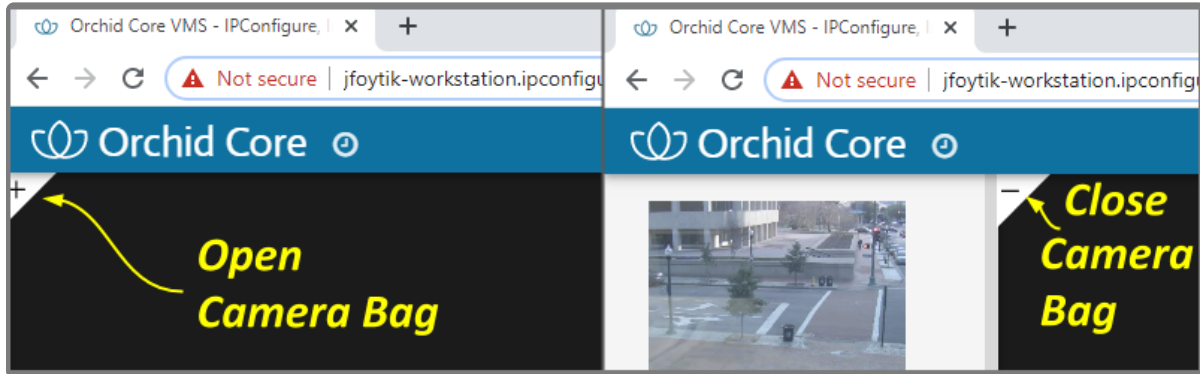 Orchid Core VMS - IPConfigure,
Not secure | jfoytik-workstation.ipconfigu
Orchid Core
+
Open
Camera Bag
Orchid Core VMS - IPConfigure,
Not secure | jfoytik-workstation.ipconfig
Orchid Core
−
Close
Camera
Bag